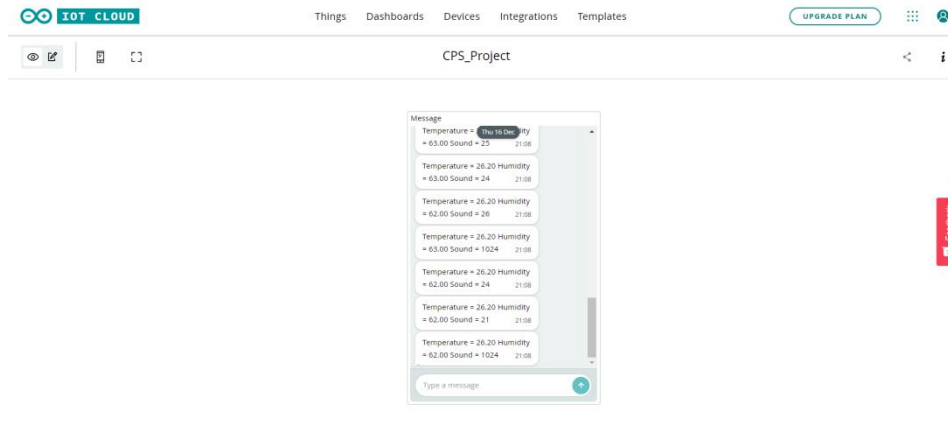 IOT CLOUD
Things Dashboards Devices Integrations Templates
UPGRADE PLAN
CPS_Project
Message
Thu 16 Dec
Temperature =
= 63.00 Sound = 25 21:08
Temperature = 26.20 Humidity
= 63.00 Sound = 24 21:08
Temperature = 26.20 Humidity
= 62.00 Sound = 26 21:08
Temperature = 26.20 Humidity
= 63.00 Sound = 1024 21:08
Temperature = 26.20 Humidity
= 62.00 Sound = 24 21:08
Temperature = 26.20 Humidity
= 62.00 Sound = 21 21:08
Temperature = 26.20 Humidity
= 62.00 Sound = 1024 21:08
Type a message